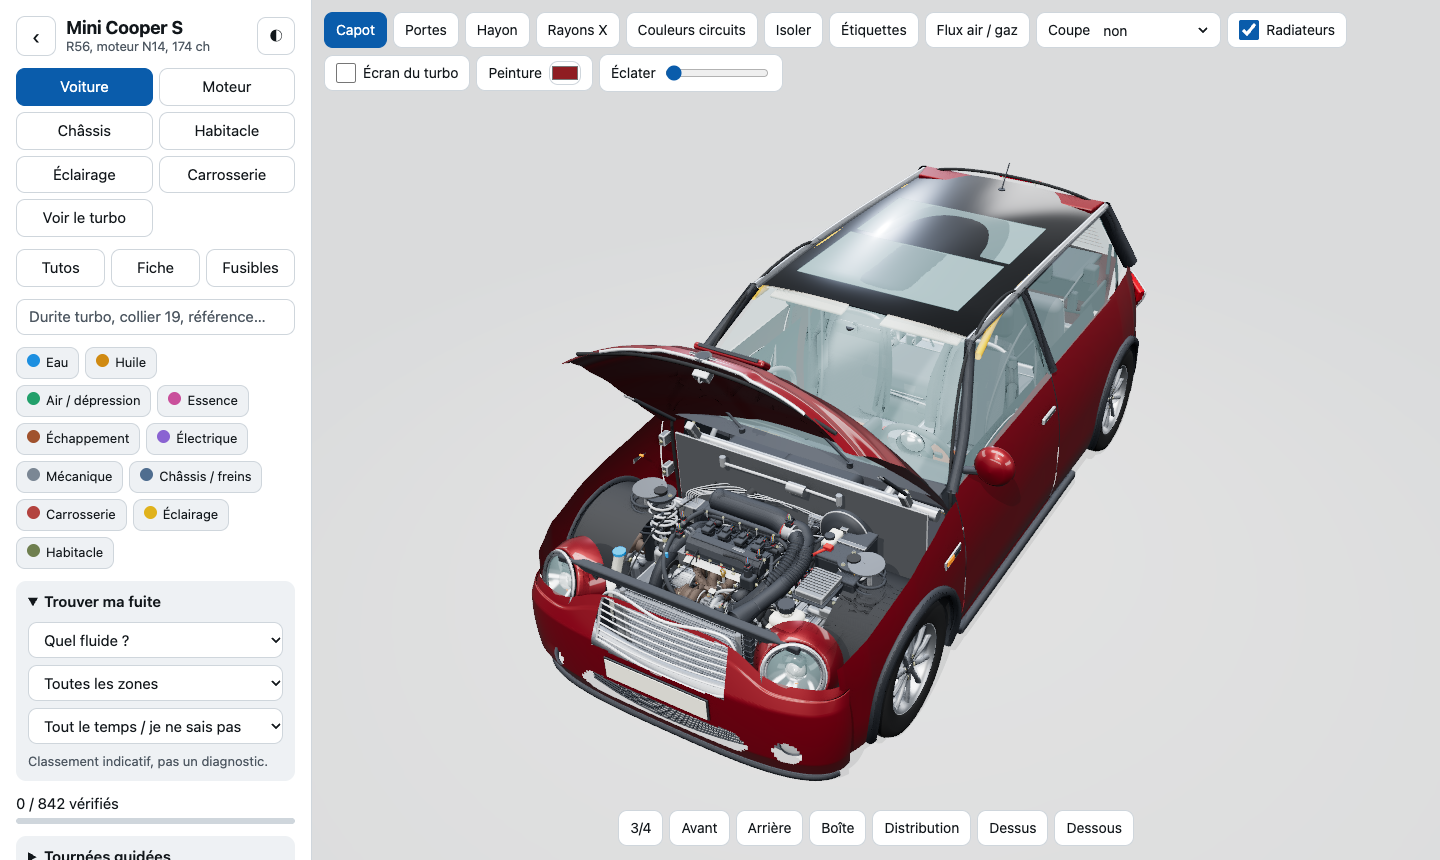 Mini Cooper S
R56, moteur N14, 174 ch
Voiture
Moteur
Châssis
Habitacle
Éclairage
Carrosserie
Voir le turbo
Tutos
Fiche
Fusibles
Durite turbo, collier 19, référence...
Eau
Huile
Air / dépression
Essence
Échappement
Électrique
Mécanique
Châssis / freins
Carrosserie
Éclairage
Habitacle
Trouver ma fuite
Quel fluide ?
Toutes les zones
Tout le temps / je ne sais pas
Classement indicatif, pas un diagnostic.
0 / 842 vérifiés
Tournées guidées
Capot
Portes
Hayon
Rayons X
Couleurs circuits
Isoler
Étiquettes
Flux air / gaz
Coupe non
Radiateurs
Écran du turbo
Peinture
Éclater
3/4
Avant
Arrière
Boîte
Distribution
Dessus
Dessous